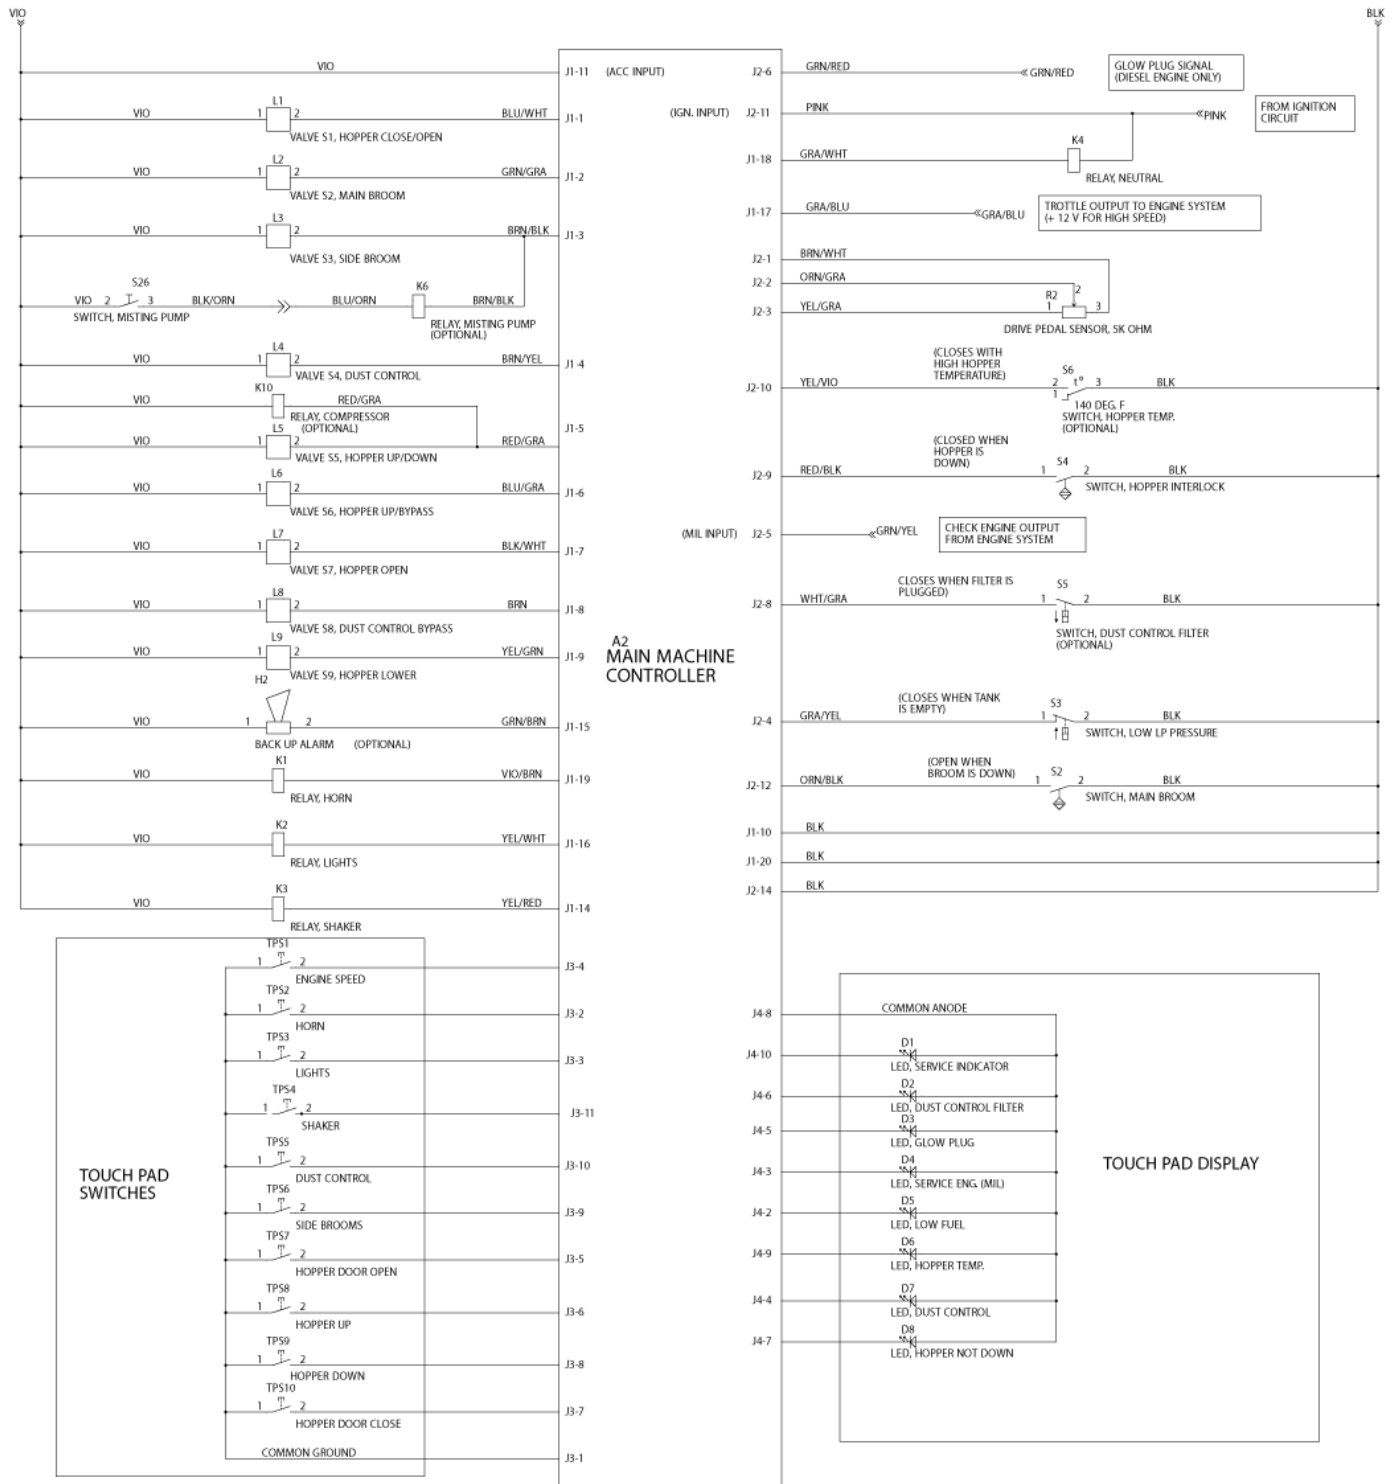 VIO
BLK
VIO
J1-11 (ACC INPUT)
L1
VIO 1 2 BLU/WHT J1-1
VALVE S1, HOPPER CLOSE/OPEN
L2
VIO 1 2 GRN/GRA J1-2
VALVE S2, MAIN BROOM
L3
VIO 1 2 BRN/BLK J1-3
VALVE S3, SIDE BROOM
S26
K6
VIO 2 3 BLK/ORN BLU/ORN BRN/BLK
SWITCH, MISTING PUMP
RELAY, MISTING PUMP
(OPTIONAL)
L4
VIO 1 2 BRN/YEL J1-4
VALVE S4, DUST CONTROL
K10
VIO RED/GRA
RELAY, COMPRESSOR
(OPTIONAL)
J1-5
L5
VIO 1 2 RED/GRA
VALVE S5, HOPPER UP/DOWN
L6
VIO 1 2 BLU/GRA J1-6
VALVE S6, HOPPER UP/BYPASS
L7
VIO 1 2 BLK/WHT J1-7
VALVE S7, HOPPER OPEN
L8
VIO 1 2 BRN J1-8
VALVE S8, DUST CONTROL BYPASS
L9
VIO 1 2 YEL/GRN J1-9
VALVE S9, HOPPER LOWER
H2
VIO 1 2 GRN/BRN J1-15
BACK UP ALARM (OPTIONAL)
K1
VIO VIO/BRN J1-19
RELAY, HORN
K2
VIO YEL/WHT J1-16
RELAY, LIGHTS
K3
VIO YEL/RED J1-14
RELAY, SHAKER
A2
MAIN MACHINE
CONTROLLER
J2-6 GRN/RED GRN/RED
GLOW PLUG SIGNAL
(DIESEL ENGINE ONLY)
(IGN. INPUT) J2-11 PINK PINK
FROM IGNITION
CIRCUIT
K4
J1-18 GRA/WHT
RELAY, NEUTRAL
J1-17 GRA/BLU GRA/BLU
TROTTLE OUTPUT TO ENGINE SYSTEM
(+ 12 V FOR HIGH SPEED)
J2-1 BRN/WHT
J2-2 ORN/GRA
2
R2
J2-3 YEL/GRA 1 3
DRIVE PEDAL SENSOR, 5K OHM
(CLOSES WITH
HIGH HOPPER
TEMPERATURE)
S6
J2-10 YEL/VIO 2 t° 3 BLK
1
140 DEG. F
SWITCH, HOPPER TEMP.
(OPTIONAL)
(CLOSED WHEN
HOPPER IS
DOWN)
S4
J2-9 RED/BLK 1 2 BLK
SWITCH, HOPPER INTERLOCK
(MIL INPUT) J2-5 GRN/YEL
CHECK ENGINE OUTPUT
FROM ENGINE SYSTEM
CLOSES WHEN FILTER IS
PLUGGED)
S5
J2-8 WHT/GRA 1 2 BLK
SWITCH, DUST CONTROL FILTER
(OPTIONAL)
(CLOSES WHEN TANK
IS EMPTY)
S3
J2-4 GRA/YEL 1 2 BLK
SWITCH, LOW LP PRESSURE
(OPEN WHEN
BROOM IS DOWN)
S2
J2-12 ORN/BLK 1 2 BLK
SWITCH, MAIN BROOM
J1-10 BLK
J1-20 BLK
J2-14 BLK
TOUCH PAD
SWITCHES
TPS1
1 2 J3-4
ENGINE SPEED
TPS2
1 2 J3-2
HORN
TPS3
1 2 J3-3
LIGHTS
TPS4
1 2 J3-11
SHAKER
TPS5
1 2 J3-10
DUST CONTROL
TPS6
1 2 J3-9
SIDE BROOMS
TPS7
1 2 J3-5
HOPPER DOOR OPEN
TPS8
1 2 J3-6
HOPPER UP
TPS9
1 2 J3-8
HOPPER DOWN
TPS10
1 2 J3-7
HOPPER DOOR CLOSE
COMMON GROUND J3-1
J4-8 COMMON ANODE
D1
J4-10
LED, SERVICE INDICATOR
D2
J4-6
LED, DUST CONTROL FILTER
D3
J4-5
LED, GLOW PLUG
D4
J4-3
LED, SERVICE ENG. (MIL)
D5
J4-2
LED, LOW FUEL
D6
J4-9
LED, HOPPER TEMP.
D7
J4-4
LED, DUST CONTROL
D8
J4-7
LED, HOPPER NOT DOWN
TOUCH PAD DISPLAY